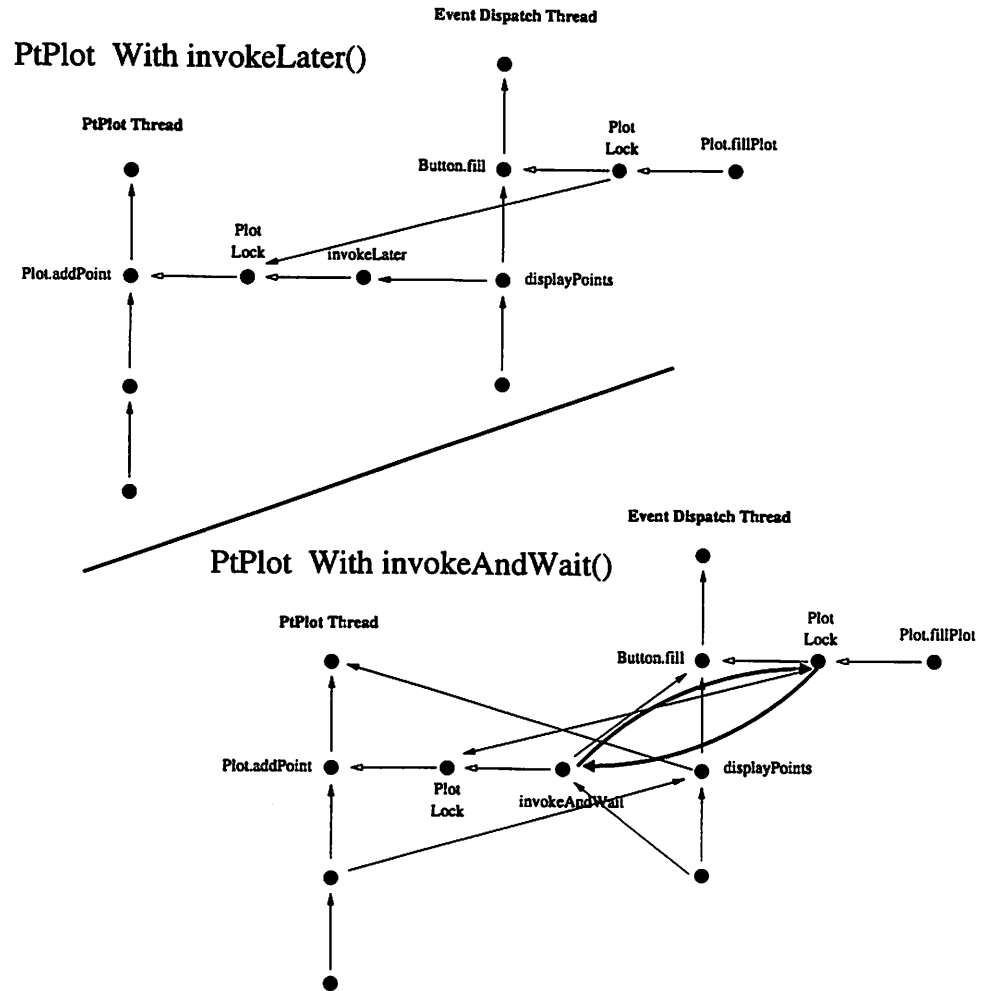 Event Dispatch Thread
PtPlot With invokeLater()
PtPlot Thread
Plot
Lock
Plot.fillPlot
Button.fill
Plot
Lock
invokeLater
Plot.addPoint
displayPoints
Event Dispatch Thread
PtPlot With invokeAndWait()
PtPlot Thread
Plot
Lock
Plot.fillPlot
Button.fill
Plot.addPoint
displayPoints
Plot
Lock
invokeAndWait